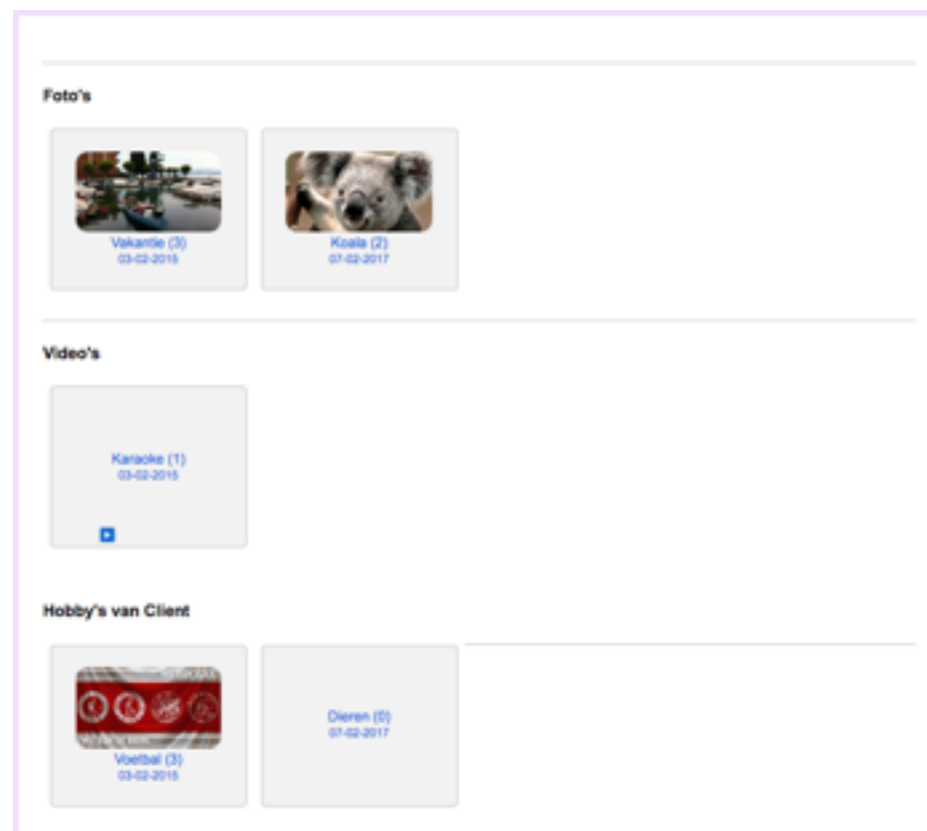 Foto's
Vakantie (3)
03-02-2015
Koala (2)
07-02-2017
Video's
Karaoke (1)
03-02-2015
Hobby's van Client
Voetbal (3)
03-02-2015
Dieren (0)
07-02-2017